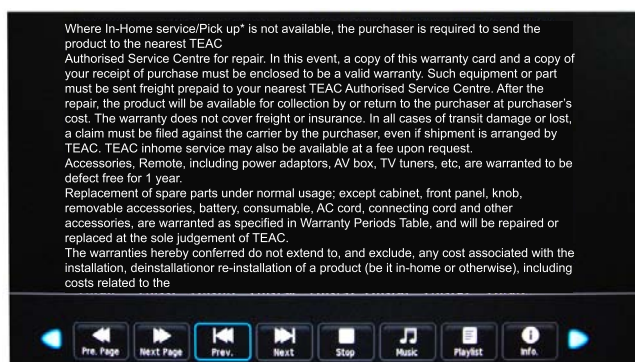 Where In-Home service/Pick up* is not available, the purchaser is required to send the
product to the nearest TEAC
Authorised Service Centre for repair. In this event, a copy of this warranty card and a copy of
your receipt of purchase must be enclosed to be a valid warranty. Such equipment or part
must be sent freight prepaid to your nearest TEAC Authorised Service Centre. After the
repair, the product will be available for collection by or return to the purchaser at purchaser's
cost. The warranty does not cover freight or insurance. In all cases of transit damage or lost,
a claim must be filed against the carrier by the purchaser, even if shipment is arranged by
TEAC. TEAC inhome service may also be available at a fee upon request.
Accessories, Remote, including power adaptors, AV box, TV tuners, etc, are warranted to be
defect free for 1 year.
Replacement of spare parts under normal usage; except cabinet, front panel, knob,
removable accessories, battery, consumable, AC cord, connecting cord and other
accessories, are warranted as specified in Warranty Periods Table, and will be repaired or
replaced at the sole judgement of TEAC.
The warranties hereby conferred do not extend to, and exclude, any cost associated with the
installation, deinstallationor re-installation of a product (be it in-home or otherwise), including
costs related to the
Pre. Page Next Page Prev. Next Stop Music Playlist Info.